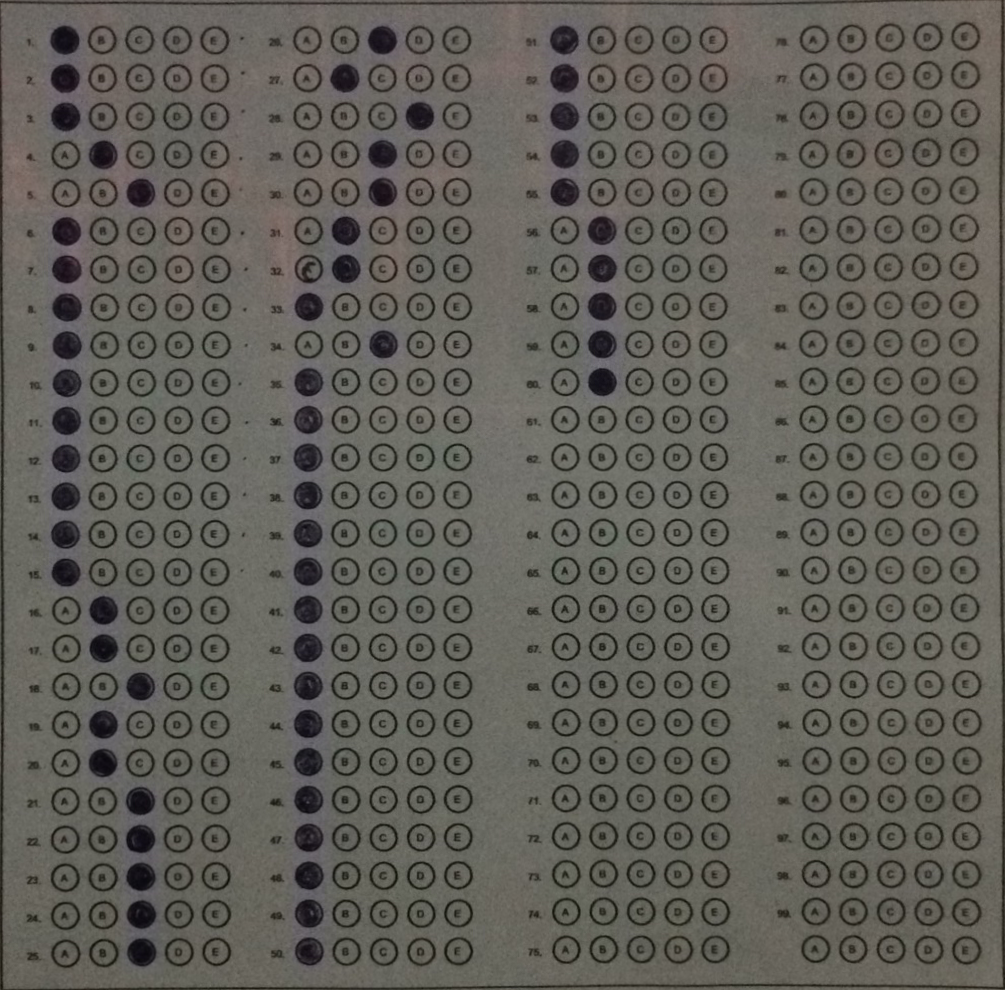 1. B C D E
2. B C D E
3. B C D E
4. A C D E
5. A B D E
6. B C D E
7. B C D E
8. B C D E
9. B C D E
10. B C D E
11. B C D E
12. B C D E
13. B C D E
14. B C D E
15. B C D E
16. A C D E
17. A C D E
18. A B D E
19. A C D E
20. A C D E
21. A B D E
22. A B D E
23. A B D E
24. A B D E
25. A B D E
26. A B D E
27. A C D E
28. A B C E
29. A B D E
30. A B D E
31. A C D E
32. C D E
33. B C D E
34. A B D E
35. B C D E
36. B C D E
37. B C D E
38. B C D E
39. B C D E
40. B C D E
41. B C D E
42. B C D E
43. B C D E
44. B C D E
45. B C D E
46. B C D E
47. B C D E
48. B C D E
49. B C D E
50. B C D E
51. B C D E
52. B C D E
53. B C D E
54. B C D E
55. B C D E
56. A C D E
57. A C D E
58. A C D E
59. A C D E
60. A C D E
61. A B C D E
62. A B C D E
63. A B C D E
64. A B C D E
65. A B C D E
66. A B C D E
67. A B C D E
68. A B C D E
69. A B C D E
70. A B C D E
71. A B C D E
72. A B C D E
73. A B C D E
74. A B C D E
75. A B C D E
76. A B C D E
77. A B C D E
78. A B C D E
79. A B C D E
80. A B C D E
81. A B C D E
82. A B C D E
83. A B C D E
84. A B C D E
85. A B C D E
86. A B C D E
87. A B C D E
88. A B C D E
89. A B C D E
90. A B C D E
91. A B C D E
92. A B C D E
93. A B C D E
94. A B C D E
95. A B C D E
96. A B C D E
97. A B C D E
98. A B C D E
99. A B C D E
A B C D E